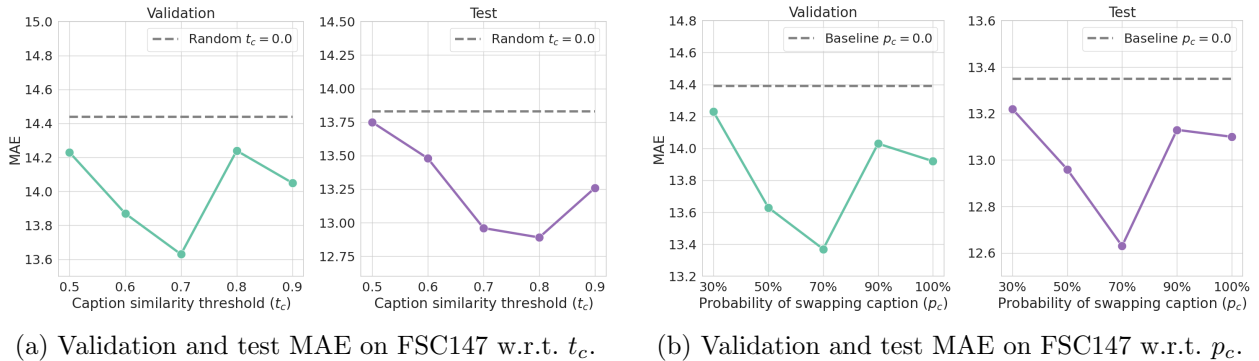 Validation
15.0
14.8
14.6
14.4
14.2
14.0
13.8
13.6
MAE
Random t_c = 0.0
0.5 0.6 0.7 0.8 0.9
Caption similarity threshold (t_c)
Test
14.50
14.25
14.00
13.75
13.50
13.25
13.00
12.75
Random t_c = 0.0
0.5 0.6 0.7 0.8 0.9
Caption similarity threshold (t_c)
(a) Validation and test MAE on FSC147 w.r.t. t_c.
Validation
14.8
14.6
14.4
14.2
14.0
13.8
13.6
13.4
13.2
MAE
Baseline p_c = 0.0
30% 50% 70% 90% 100%
Probability of swapping caption (p_c)
Test
13.6
13.4
13.2
13.0
12.8
12.6
Baseline p_c = 0.0
30% 50% 70% 90% 100%
Probability of swapping caption (p_c)
(b) Validation and test MAE on FSC147 w.r.t. p_c.